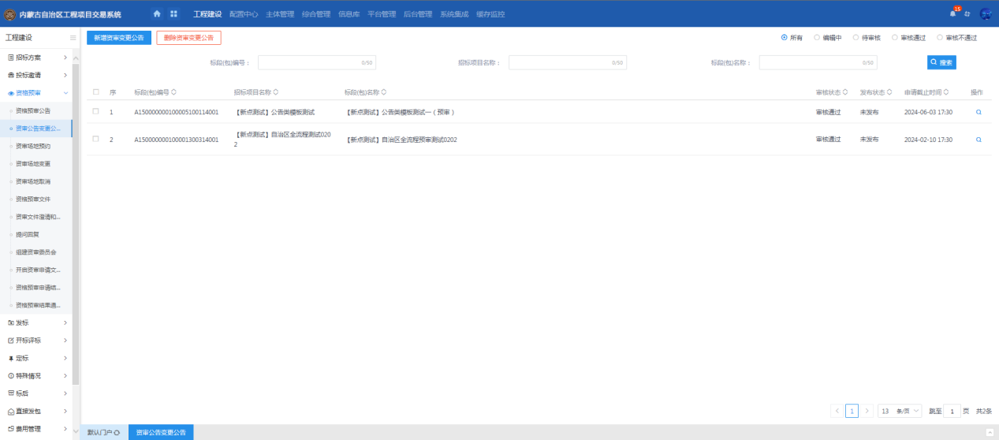 内蒙古自治区工程项目交易系统
工程建设 配置中心 主体管理 综合管理 信息库 平台管理 后台管理 系统集成 缓存监控
15
工程建设
招标方案
投标邀请
资格预审
资格预审公告
资审公告变更公...
资审场地预约
资审场地变更
资审场地取消
资格预审文件
资审文件澄清和...
提问回复
组建资审委员会
开启资审申请文...
资格预审申请结...
资格预审结果通...
发标
开标评标
定标
特殊情况
标后
直接发包
费用管理
新增资审变更公告 删除资审变更公告
所有 编辑中 待审核 审核通过 审核不通过
标段(包)编号： 0/50 招标项目名称： 0/50 标段(包)名称： 0/50 搜索
序 标段(包)编号 招标项目名称 标段(包)名称 审核状态 发布状态 申请截止时间 操作
1 A150000000100005100114001 【新点测试】公告类模板测试 【新点测试】公告类模板测试一（预审） 审核通过 未发布 2024-06-03 17:30
2 A150000000100001300314001 【新点测试】自治区全流程测试020
2
【新点测试】自治区全流程预审测试0202 审核通过 未发布 2024-02-10 17:30
1 13 条/页 跳至 1 页 共2条
默认门户 资审公告变更公告